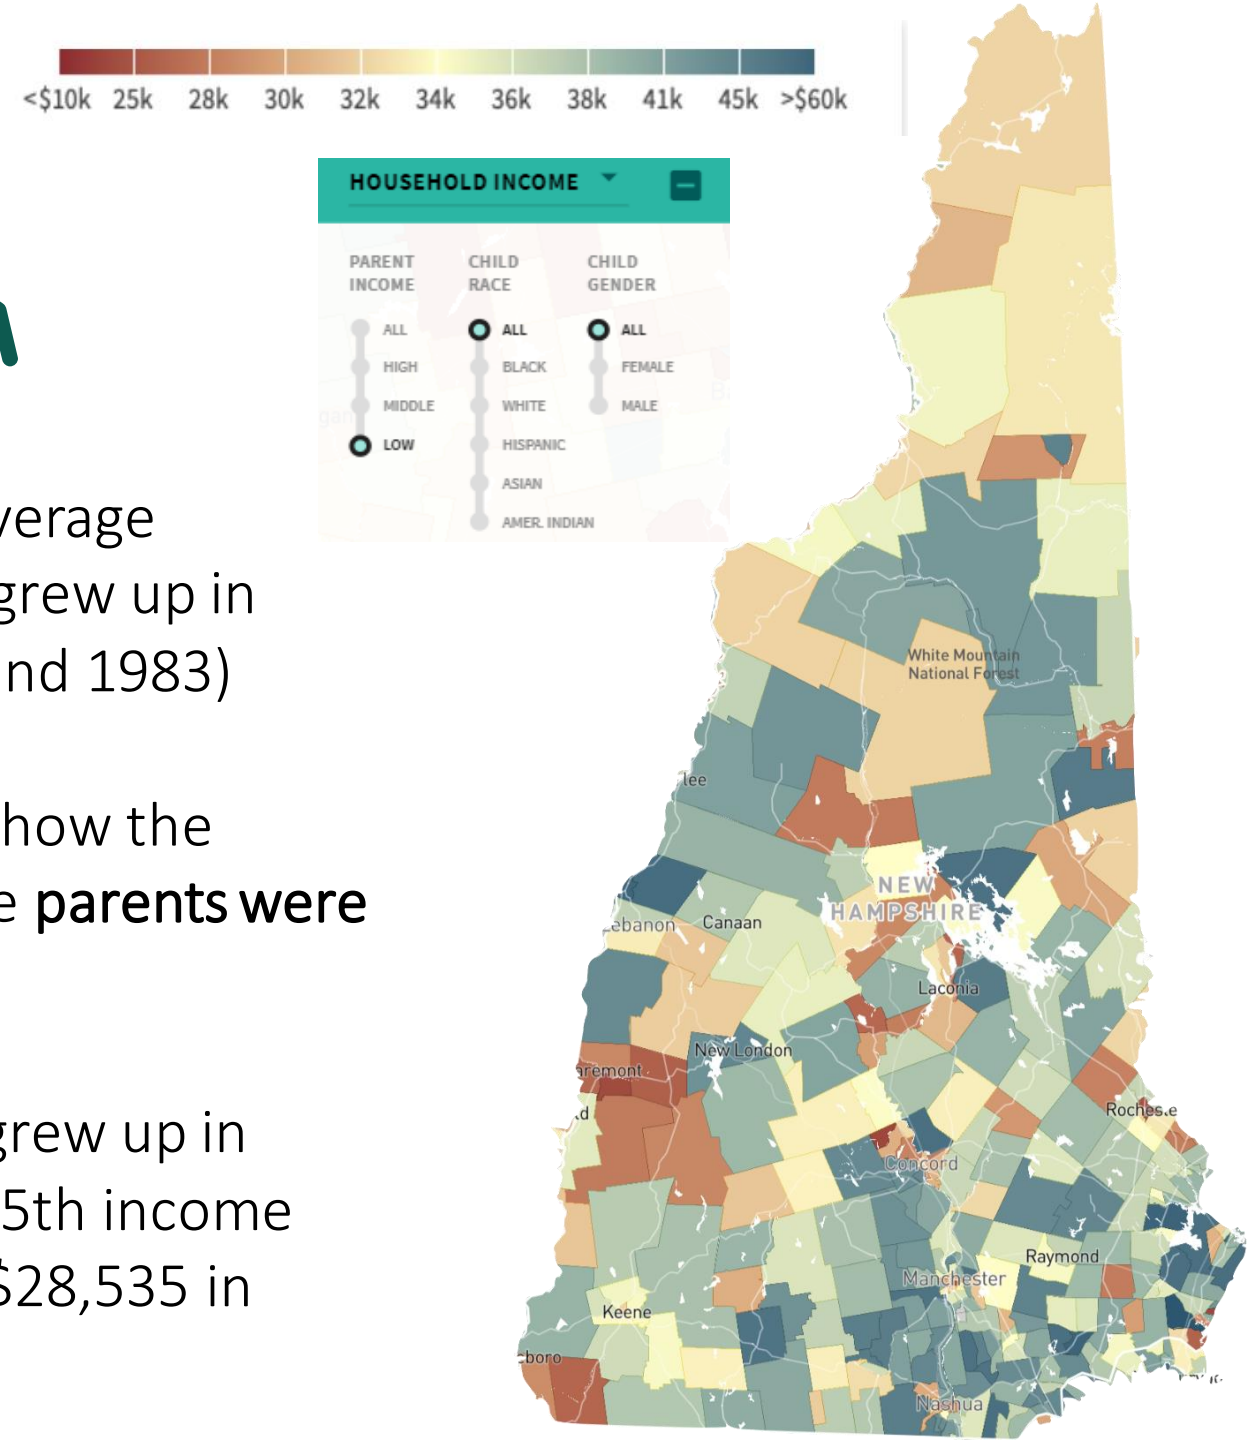 <$10k 25k 28k 30k 32k 34k 36k 38k 41k 45k >$60k
HOUSEHOLD INCOME
PARENT INCOME
ALL
HIGH
MIDDLE
LOW
CHILD RACE
ALL
BLACK
WHITE
HISPANIC
ASIAN
AMER. INDIAN
CHILD GENDER
ALL
FEMALE
MALE
verage
grew up in
nd 1983)
how the
e parents were
grew up in
5th income
$28,535 in
White Mountain
National Forest
lee
NEW
HAMPSHIRE
ebanon
Canaan
Laconia
New London
aremont
d
Concord
Raymond
Manchester
Keene
cboro
Nashua